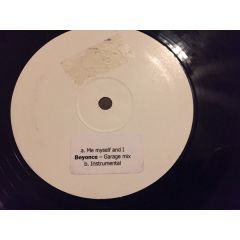 a. Me myself and I
Beyonce – Garage mix
b. Instrumental